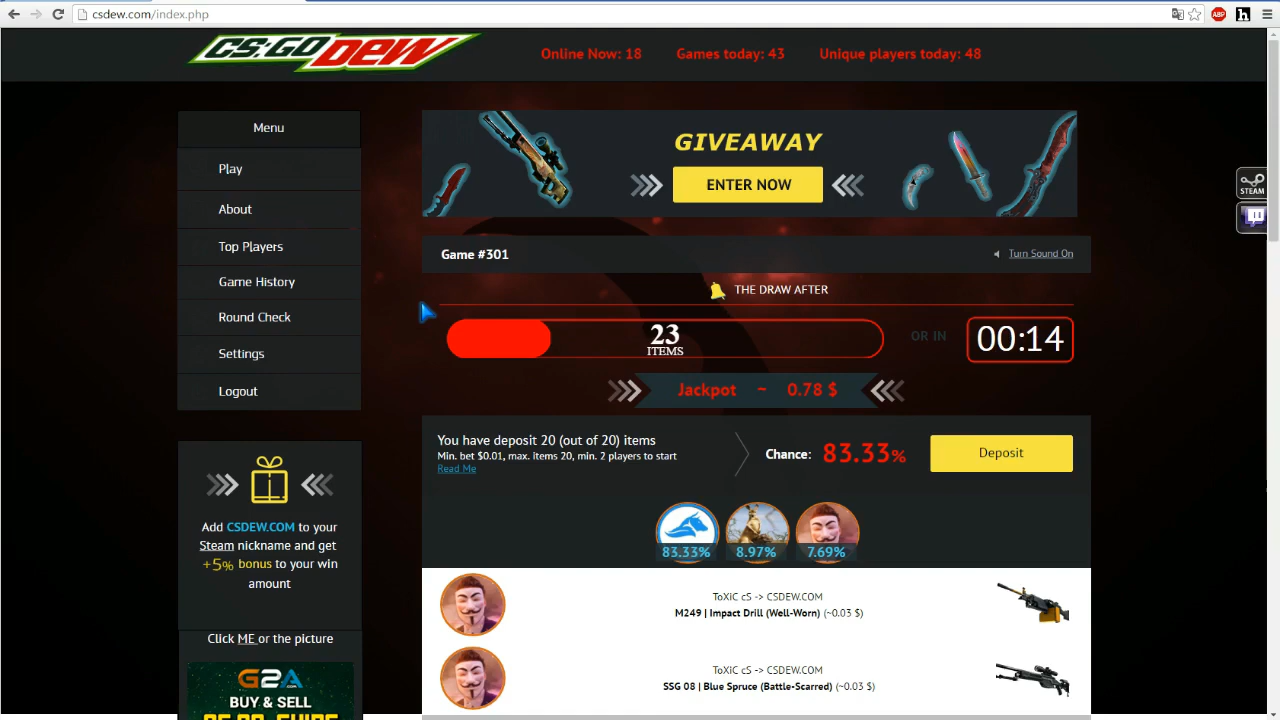 csdew.com/index.php
ABP
h
CS:GO DEW
Online Now: 18
Games today: 43
Unique players today: 48
Menu
Play
About
Top Players
Game History
Round Check
Settings
Logout
GIVEAWAY
ENTER NOW
STEAM
Game #301
Turn Sound On
THE DRAW AFTER
23
ITEMS
OR IN
00:14
Jackpot ~ 0.78 $
You have deposit 20 (out of 20) items
Min. bet $0.01, max. items 20, min. 2 players to start
Read Me
Chance: 83.33%
Deposit
83.33%
8.97%
7.69%
Add CSDEW.COM to your
Steam nickname and get
+5% bonus to your win
amount
Click ME or the picture
G2A.COM
BUY & SELL
CS:GO SKINS
ToXiC cS -> CSDEW.COM
M249 | Impact Drill (Well-Worn) (~0.03 $)
ToXiC cS -> CSDEW.COM
SSG 08 | Blue Spruce (Battle-Scarred) (~0.03 $)